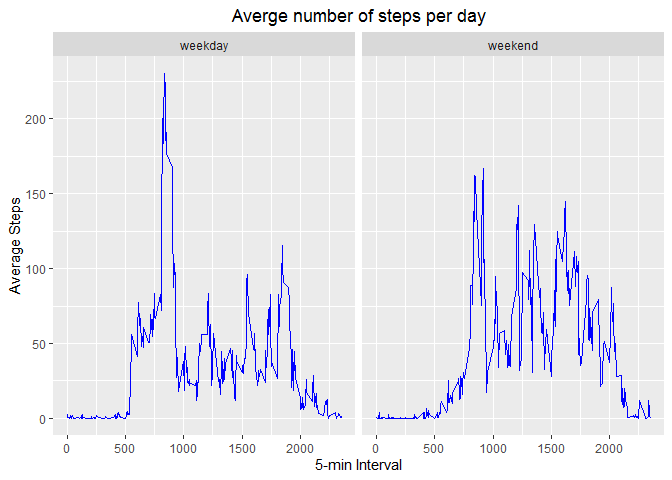 Averge number of steps per day
weekday weekend
Average Steps
200
150
100
50
0
0 500 1000 1500 2000 0 500 1000 1500 2000
5-min Interval